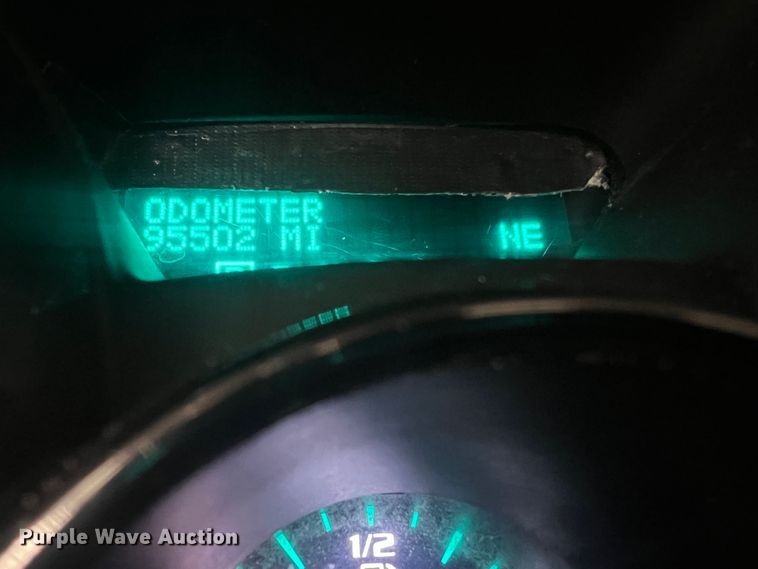 ODOMETER
95502 MI NE
1/2
Purple Wave Auction